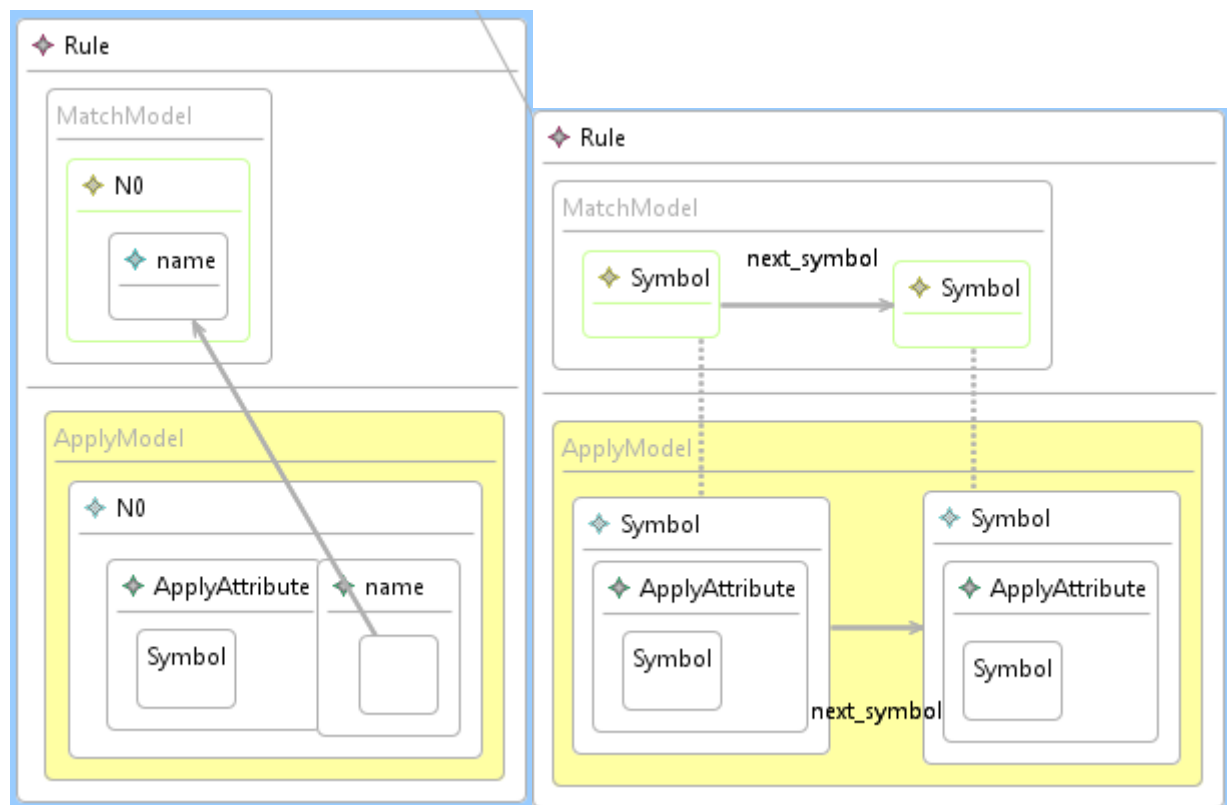 Rule
MatchModel
N0
name
ApplyModel
N0
ApplyAttribute
name
Symbol
Rule
MatchModel
Symbol
next_symbol
Symbol
ApplyModel
Symbol
Symbol
ApplyAttribute
ApplyAttribute
Symbol
Symbol
next_symbol